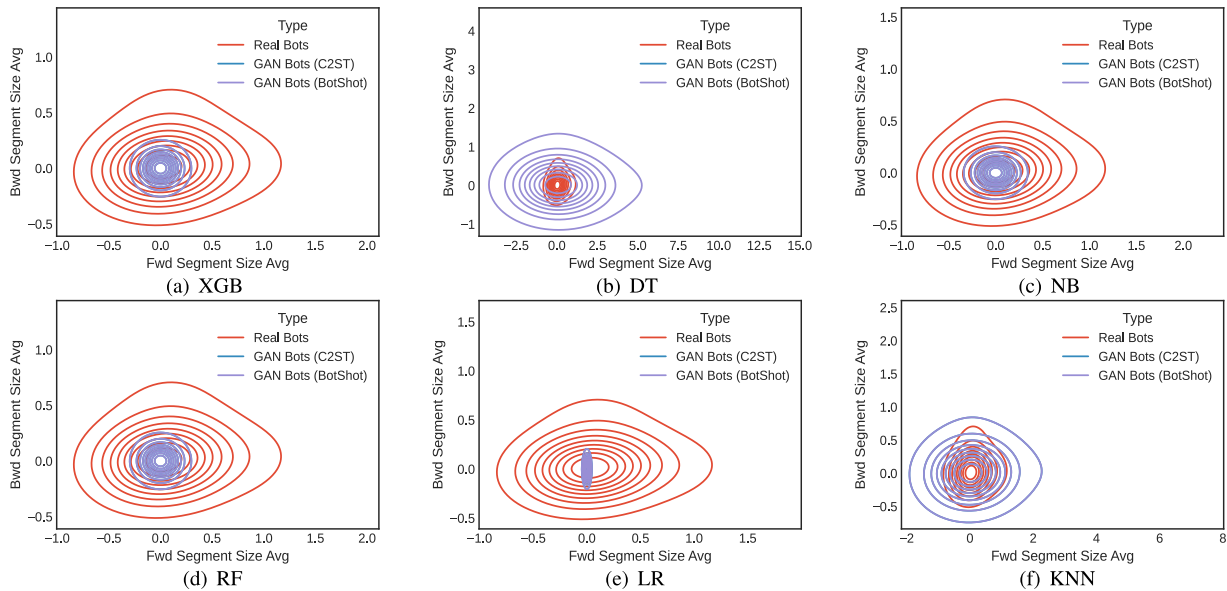 Type
Real Bots
GAN Bots (C2ST)
GAN Bots (BotShot)
Bwd Segment Size Avg
1.0
0.5
0.0
−0.5
−1.0 −0.5 0.0 0.5 1.0 1.5 2.0
Fwd Segment Size Avg
(a) XGB
Type
Real Bots
GAN Bots (C2ST)
GAN Bots (BotShot)
Bwd Segment Size Avg
4
3
2
1
0
−1
−2.5 0.0 2.5 5.0 7.5 10.0 12.5 15.0
Fwd Segment Size Avg
(b) DT
Type
Real Bots
GAN Bots (C2ST)
GAN Bots (BotShot)
Bwd Segment Size Avg
1.5
1.0
0.5
0.0
−0.5
−1.0 −0.5 0.0 0.5 1.0 1.5 2.0
Fwd Segment Size Avg
(c) NB
Type
Real Bots
GAN Bots (C2ST)
GAN Bots (BotShot)
Bwd Segment Size Avg
1.0
0.5
0.0
−0.5
−1.0 −0.5 0.0 0.5 1.0 1.5 2.0
Fwd Segment Size Avg
(d) RF
Type
Real Bots
GAN Bots (C2ST)
GAN Bots (BotShot)
Bwd Segment Size Avg
1.5
1.0
0.5
0.0
−0.5
−1.0 −0.5 0.0 0.5 1.0 1.5
Fwd Segment Size Avg
(e) LR
Type
Real Bots
GAN Bots (C2ST)
GAN Bots (BotShot)
Bwd Segment Size Avg
2.5
2.0
1.5
1.0
0.5
0.0
−0.5
−2 0 2 4 6 8
Fwd Segment Size Avg
(f) KNN